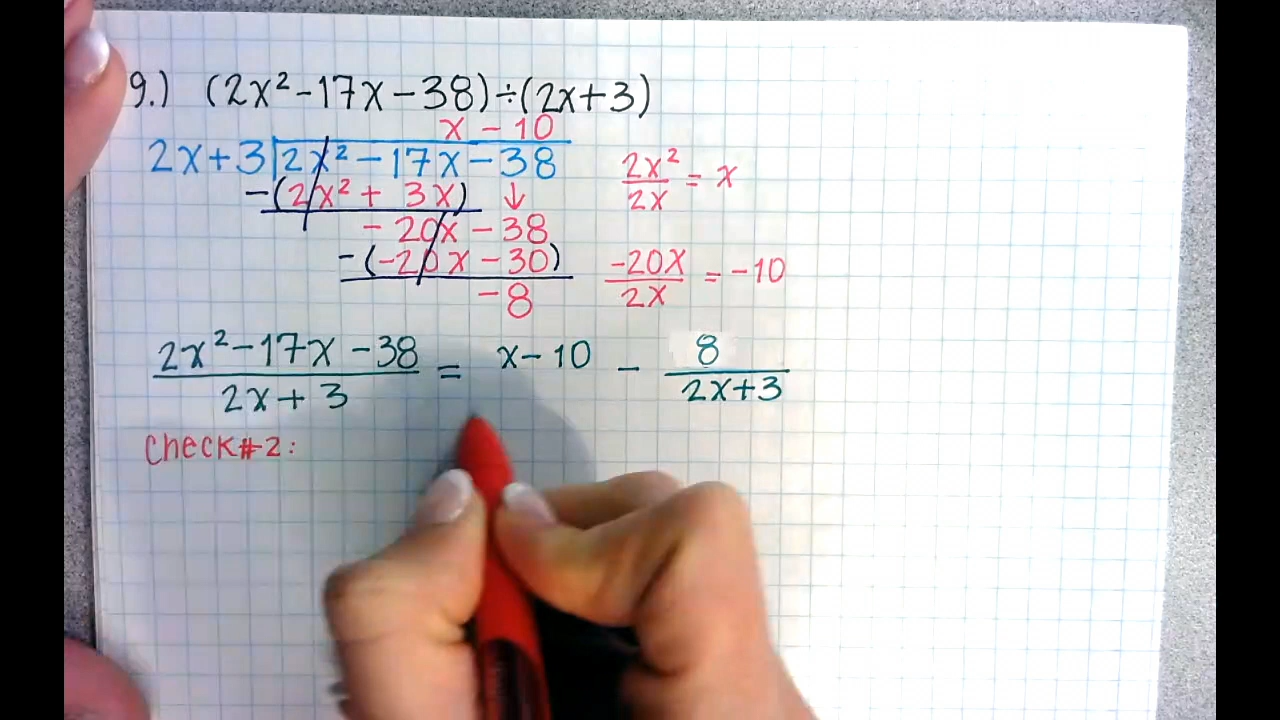 9.) (2x²-17x-38)÷(2x+3)
x - 10
2x+3 2x² - 17x - 38
-(2x² + 3x) ↓
2x²/2x = x
- 20x - 38
-(-20x - 30)
-20x/2x = -10
-8
2x²-17x-38/2x+3 = x-10 - 8/2x+3
Check#2: